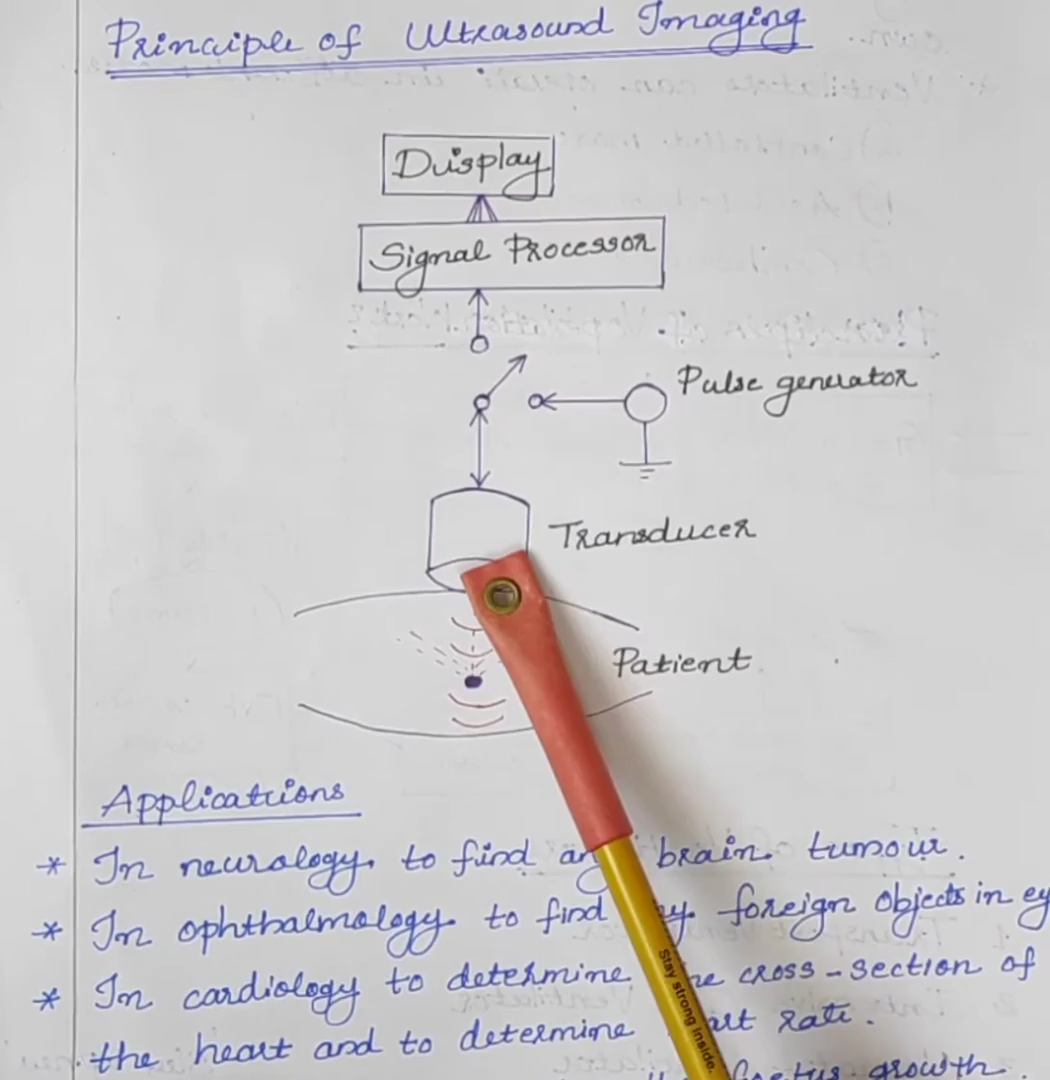 Principle of Ultrasound Imaging
Display
Signal Processor
Pulse generator
Transducer
Patient
Applications
* In neurology to find any brain tumour.
* In ophthalmology to find foreign objects in
* In cardiology to determine cross-section of
the heart and to determine rate.
growth.
Stay strong inside.